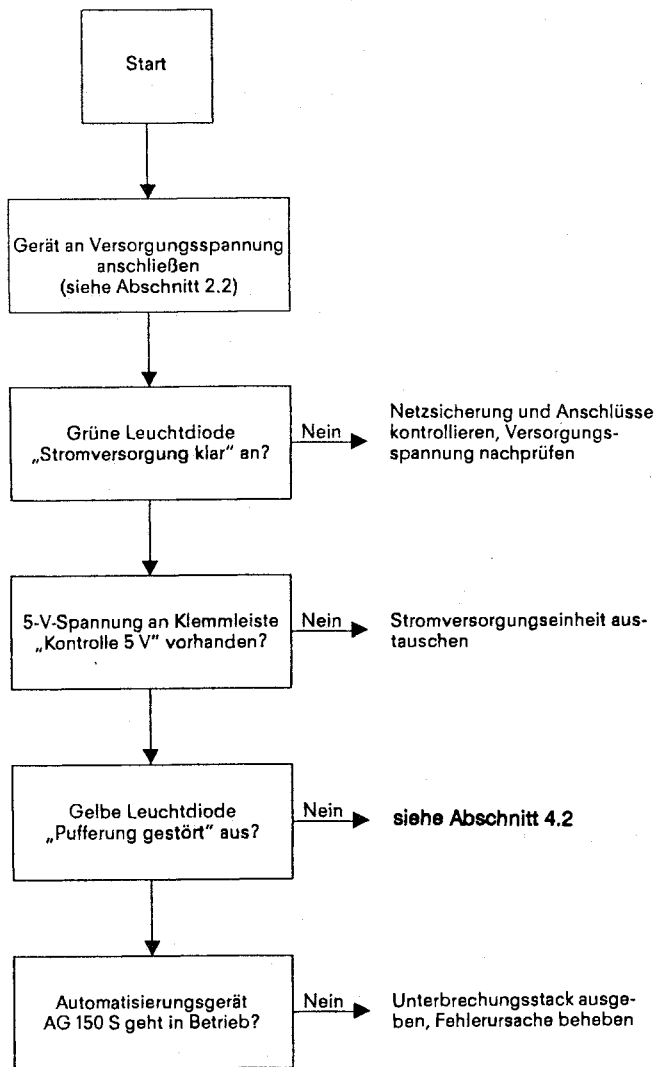 Start
Gerät an Versorgungsspannung
anschließen
(siehe Abschnitt 2.2)
Grüne Leuchtdiode
„Stromversorgung klar" an?
Nein
Netzsicherung und Anschlüsse
kontrollieren, Versorgungs-
spannung nachprüfen
5-V-Spannung an Klemmleiste
„Kontrolle 5 V" vorhanden?
Nein
Stromversorgungseinheit aus-
tauschen
Gelbe Leuchtdiode
„Pufferung gestört" aus?
Nein
siehe Abschnitt 4.2
Automatisierungsgerät
AG 150 S geht in Betrieb?
Nein
Unterbrechungsstack ausge-
ben, Fehlerursache beheben